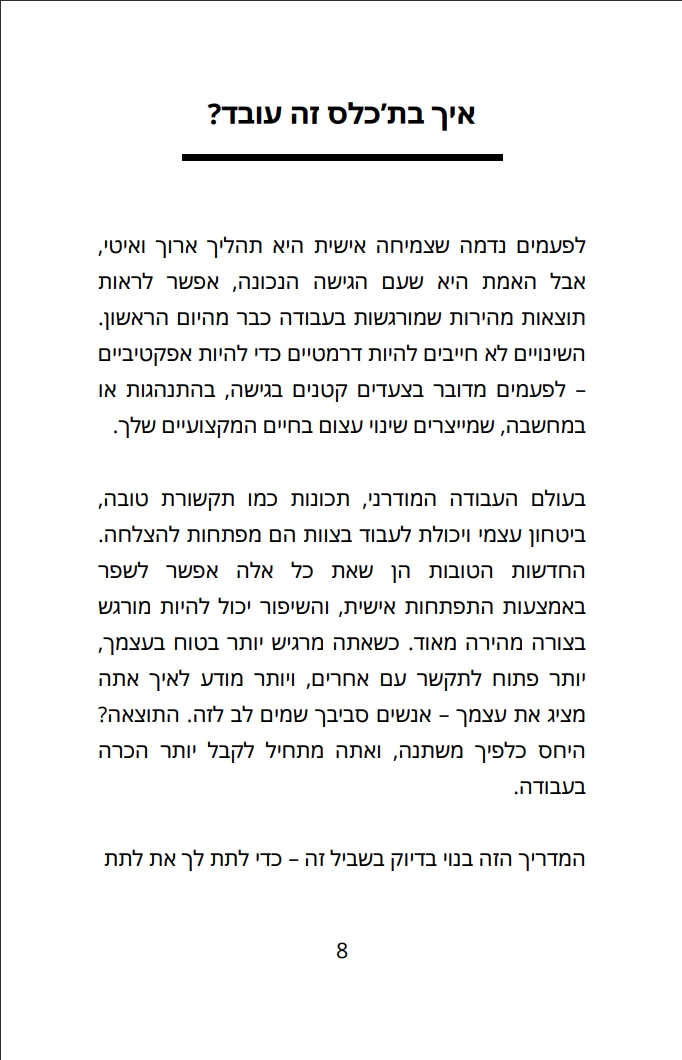 איך בת'כלס זה עובד?
לפעמים נדמה שצמיחה אישית היא תהליך ארוך ואיטי,
אבל האמת היא שעם הגישה הנכונה, אפשר לראות
תוצאות מהירות שמורגשות בעבודה כבר מהיום הראשון.
השינויים לא חייבים להיות דרמטיים כדי להיות אפקטיביים
– לפעמים מדובר בצעדים קטנים בגישה, בהתנהגות או
במחשבה, שמייצרים שינוי עצום בחיים המקצועיים שלך.
בעולם העבודה המודרני, תכונות כמו תקשורת טובה,
ביטחון עצמי ויכולת לעבוד בצוות הם מפתחות להצלחה.
החדשות הטובות הן שאת כל אלה אפשר לשפר
באמצעות התפתחות אישית, והשיפור יכול להיות מורגש
בצורה מהירה מאוד. כשאתה מרגיש יותר בטוח בעצמך,
יותר פתוח לתקשר עם אחרים, ויותר מודע לאיך אתה
מציג את עצמך – אנשים סביבך שמים לב לזה. התוצאה?
היחס כלפיך משתנה, ואתה מתחיל לקבל יותר הכרה
בעבודה.
המדריך הזה בנוי בדיוק בשביל זה – כדי לתת לך את לתת
8